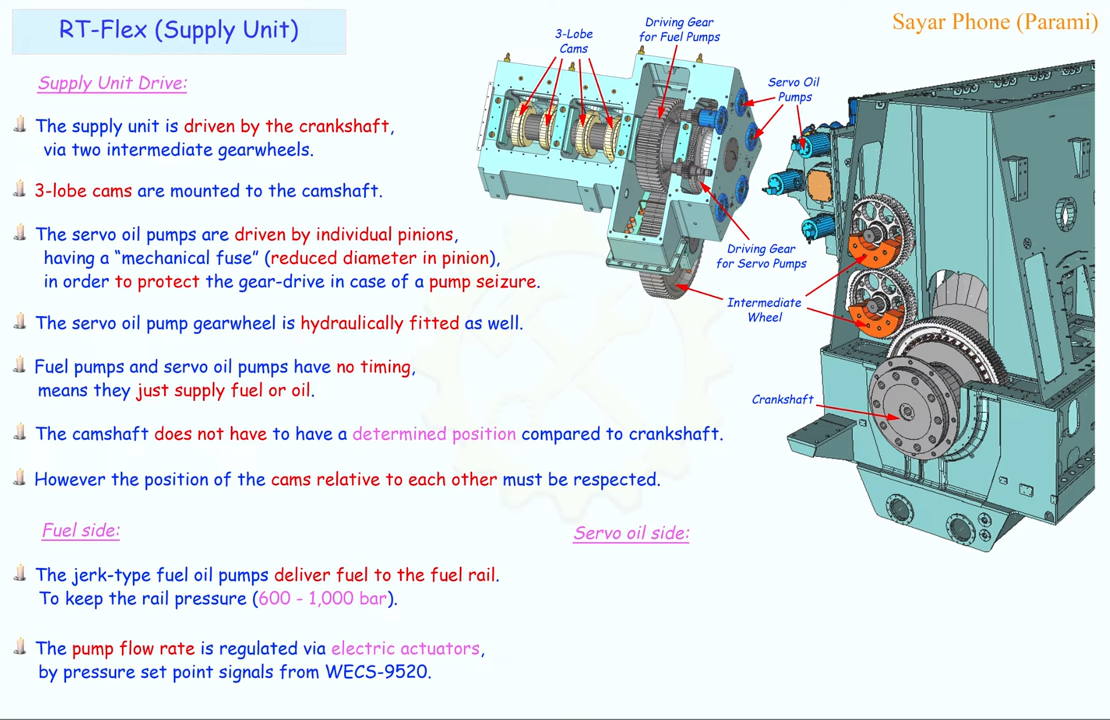 RT-Flex (Supply Unit)
Sayar Phone (Parami)
Supply Unit Drive:
The supply unit is driven by the crankshaft,
via two intermediate gearwheels.
3-lobe cams are mounted to the camshaft.
The servo oil pumps are driven by individual pinions,
having a “mechanical fuse” (reduced diameter in pinion),
in order to protect the gear-drive in case of a pump seizure.
The servo oil pump gearwheel is hydraulically fitted as well.
Fuel pumps and servo oil pumps have no timing,
means they just supply fuel or oil.
The camshaft does not have to have a determined position compared to crankshaft.
However the position of the cams relative to each other must be respected.
3-Lobe
Cams
Driving Gear
for Fuel Pumps
Servo Oil
Pumps
Driving Gear
for Servo Pumps
Intermediate
Wheel
Crankshaft
Fuel side:
The jerk-type fuel oil pumps deliver fuel to the fuel rail.
To keep the rail pressure (600 - 1,000 bar).
The pump flow rate is regulated via electric actuators,
by pressure set point signals from WECS-9520.
Servo oil side: